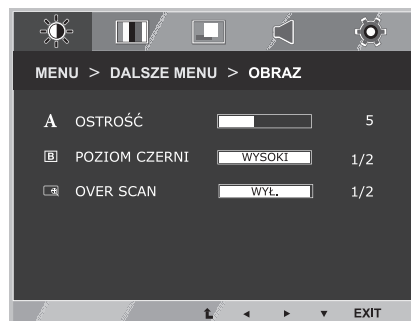 MENU > DALSZE MENU > OBRAZ
A OSTROŚĆ 5
B POZIOM CZERNI WYSOKI 1/2
OVER SCAN WYŁ. 1/2
EXIT